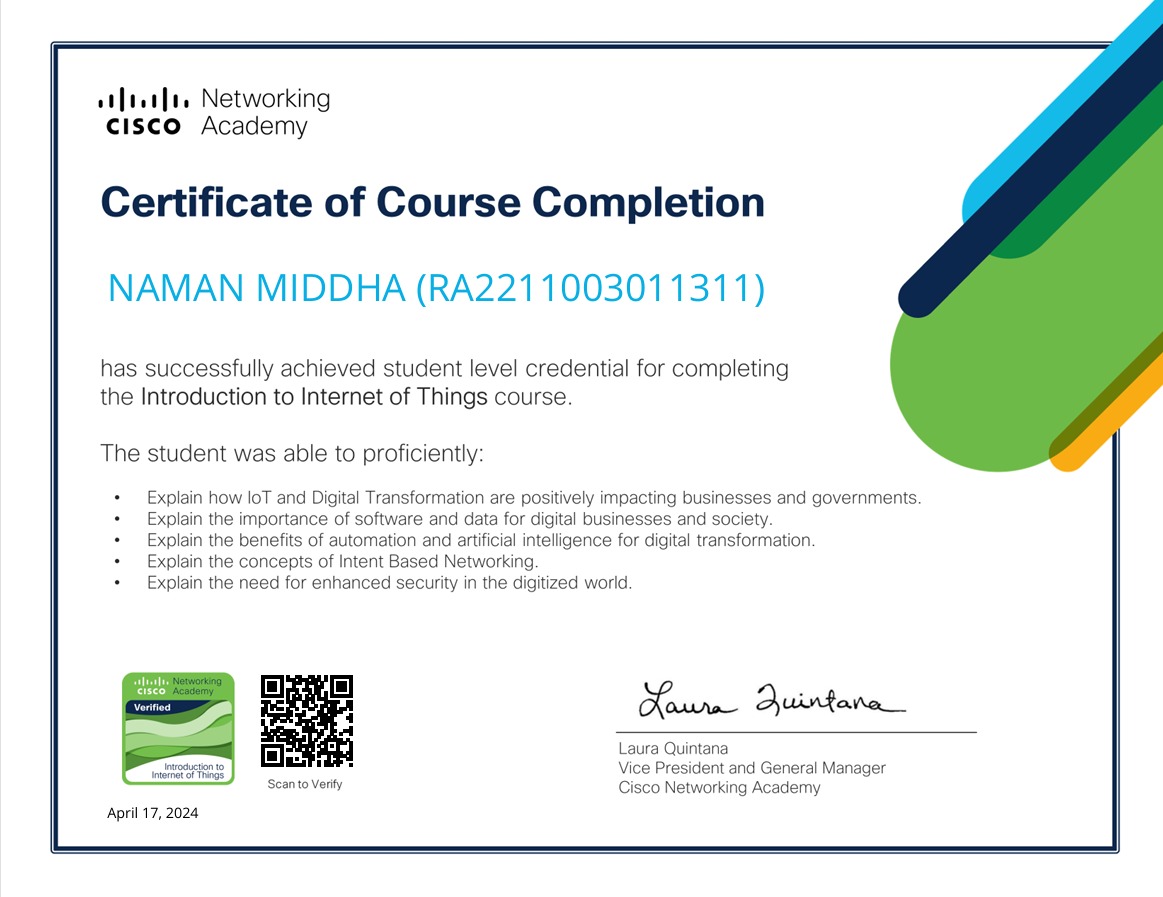 Networking
CISCO Academy
Certificate of Course Completion
NAMAN MIDDHA (RA2211003011311)
has successfully achieved student level credential for completing
the Introduction to Internet of Things course.
The student was able to proficiently:
• Explain how IoT and Digital Transformation are positively impacting businesses and governments.
• Explain the importance of software and data for digital businesses and society.
• Explain the benefits of automation and artificial intelligence for digital transformation.
• Explain the concepts of Intent Based Networking.
• Explain the need for enhanced security in the digitized world.
Networking
CISCO Academy
Verified
Introduction to
Internet of Things
Scan to Verify
April 17, 2024
Laura Quintana
Laura Quintana
Vice President and General Manager
Cisco Networking Academy